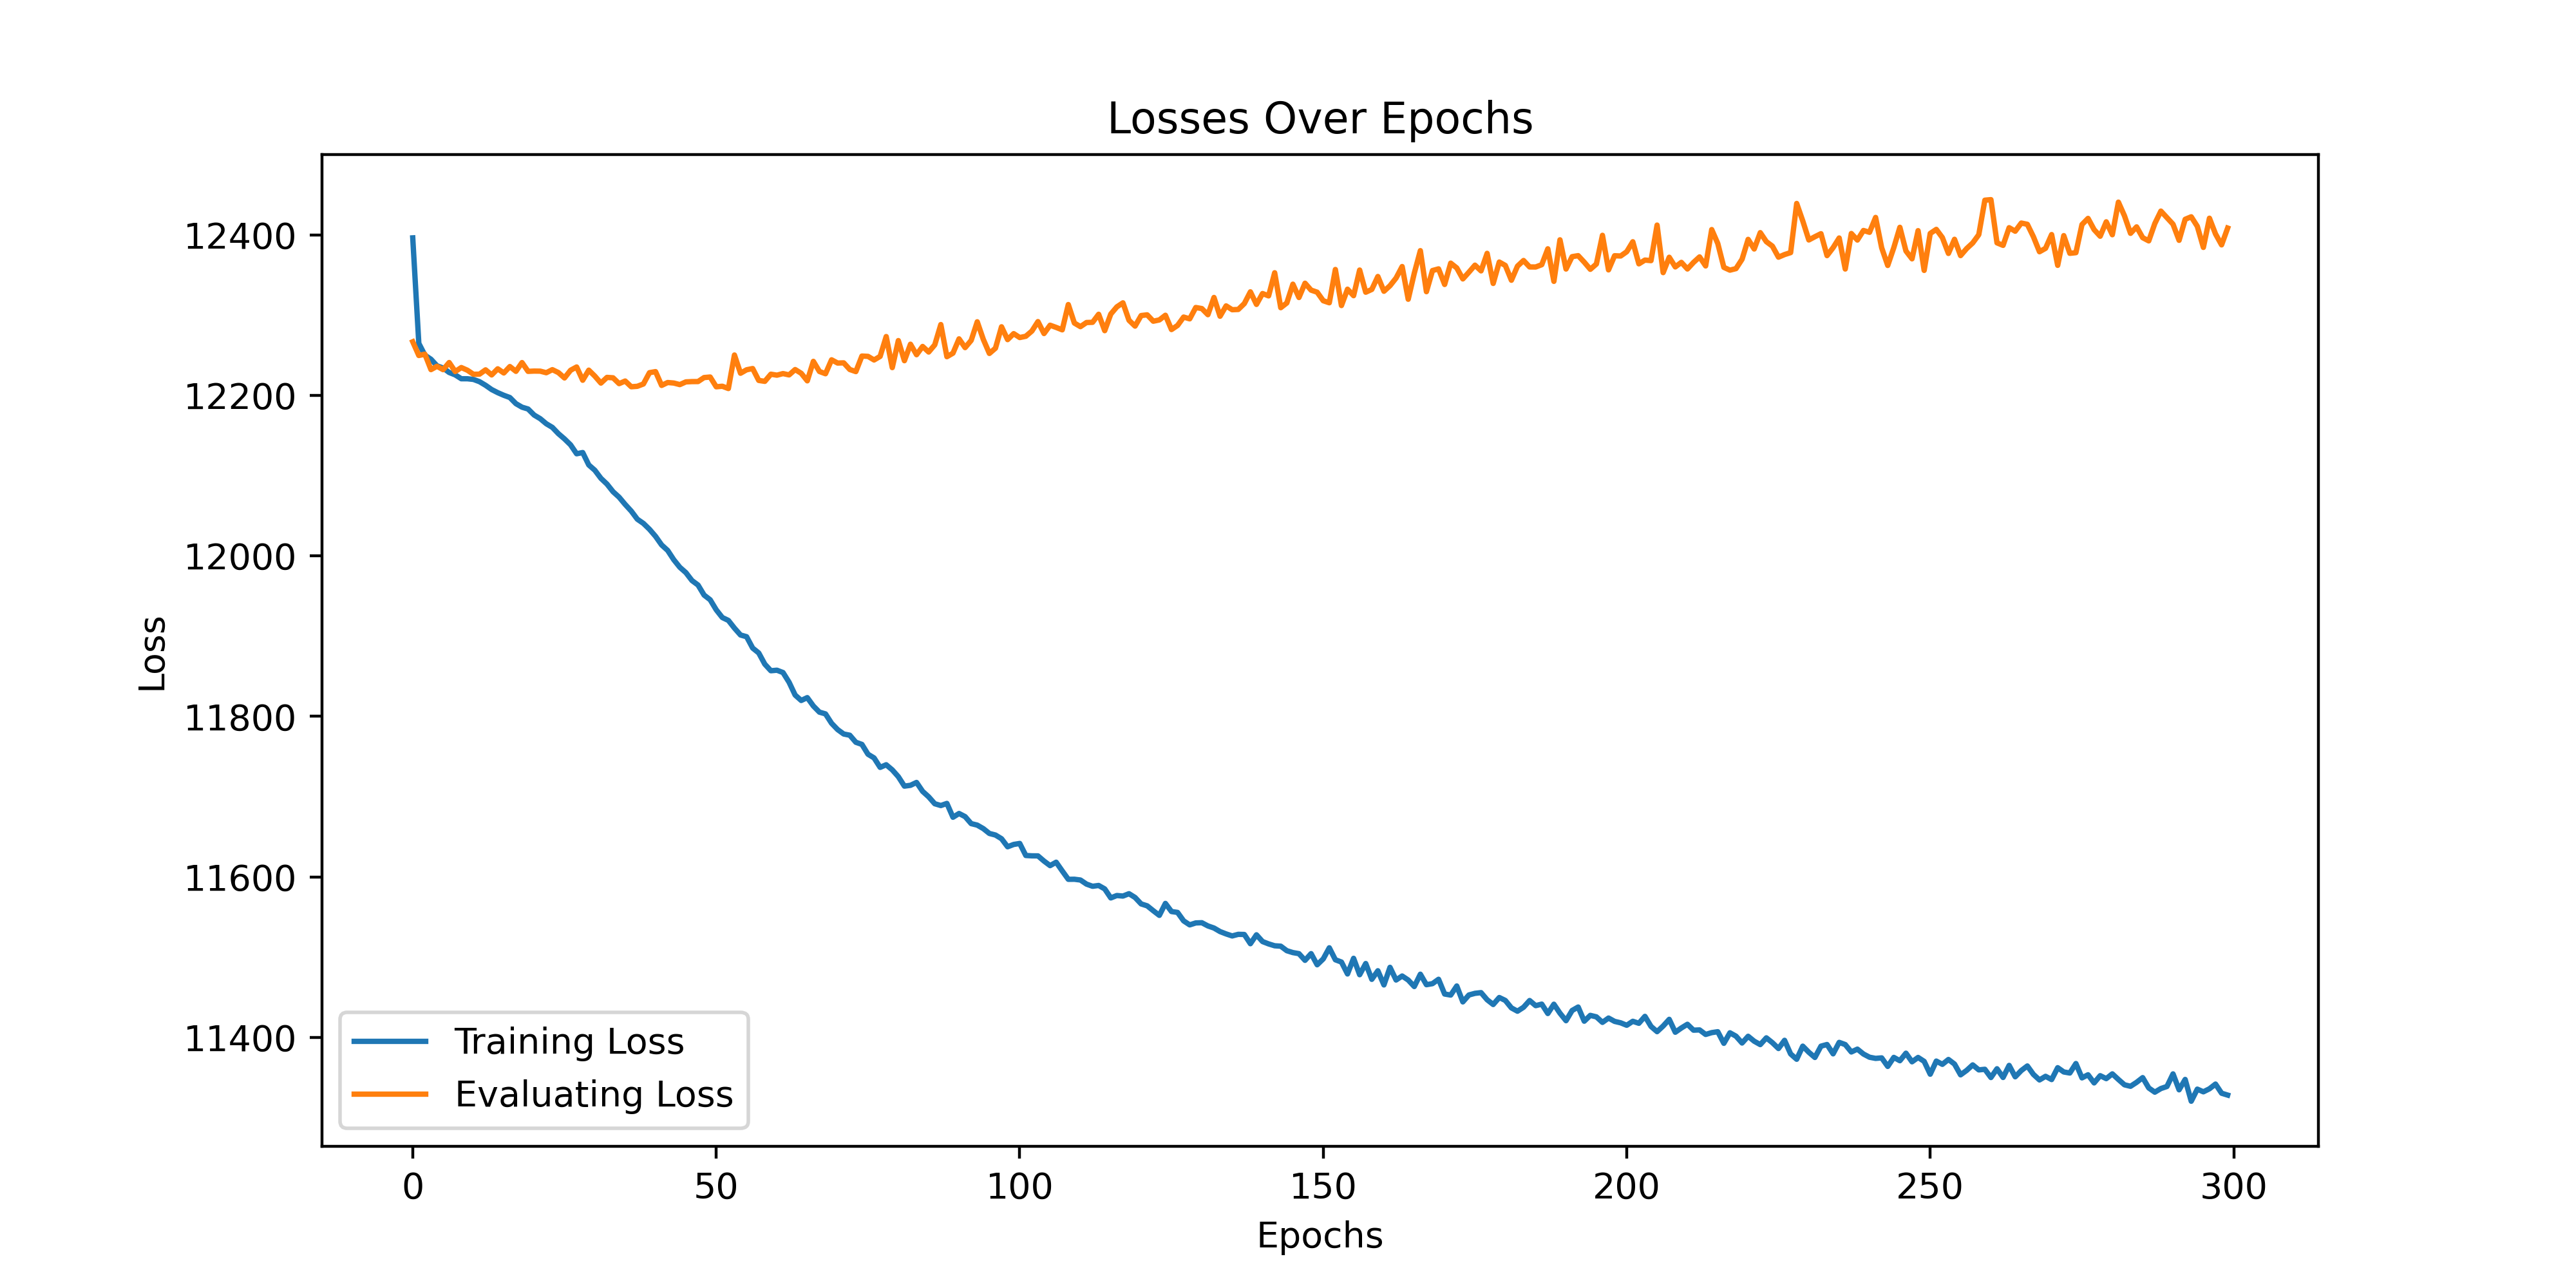 Losses Over Epochs
12400
12200
12000
11800
11600
11400
Loss
Training Loss
Evaluating Loss
0 50 100 150 200 250 300
Epochs